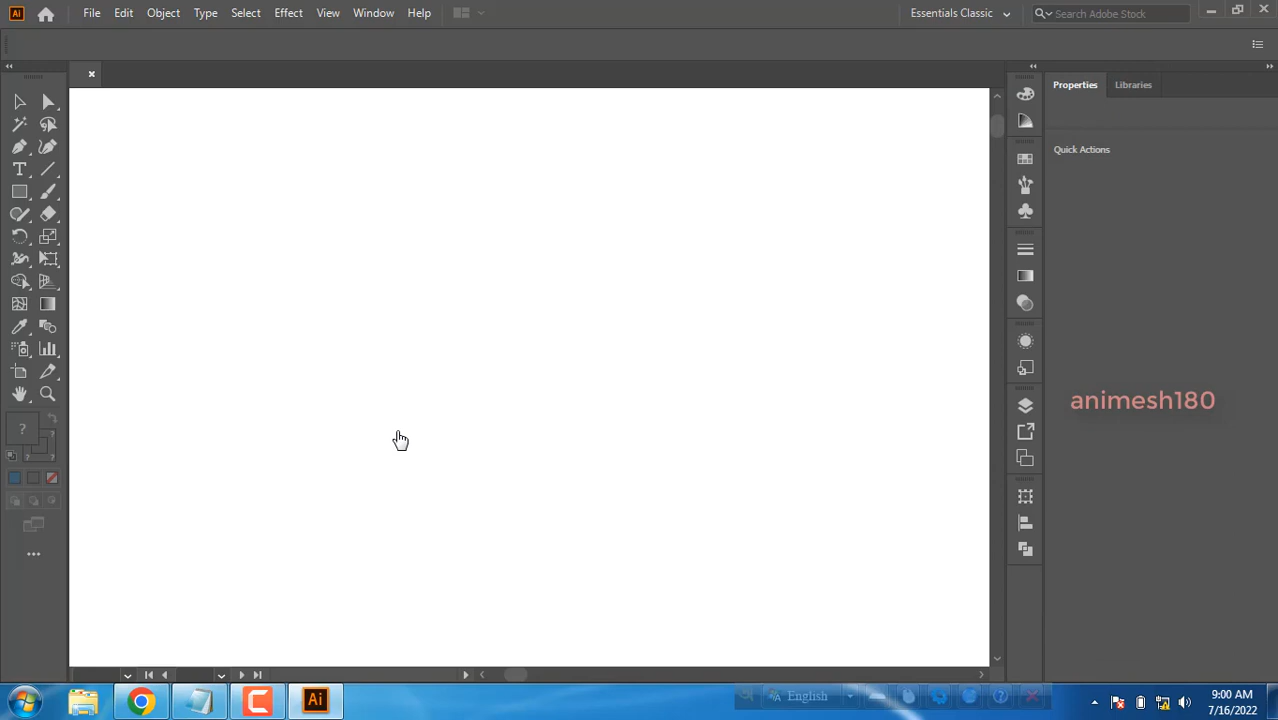 Ai File Edit Object Type Select Effect View Window Help Essentials Classic Search Adobe Stock
Properties Libraries
Quick Actions
animesh180
?
? ?
Ai English ?
9:00 AM
7/16/2022